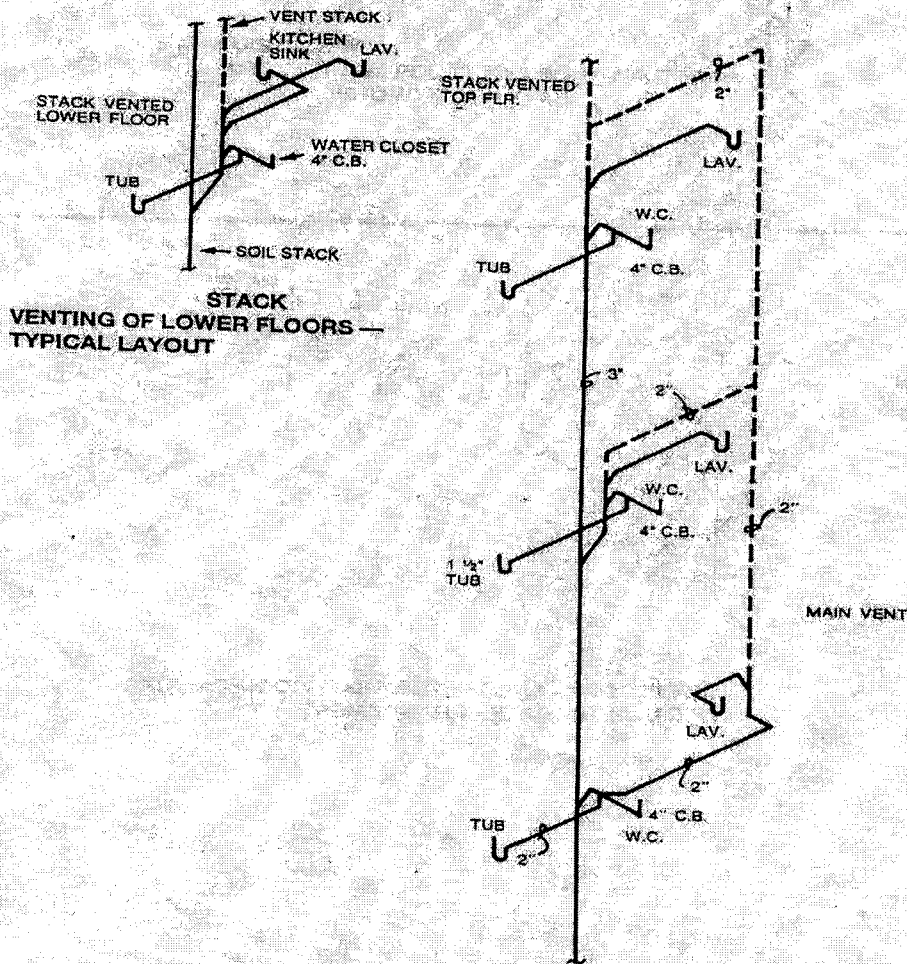 VENT STACK
KITCHEN
SINK
LAV.
STACK VENTED
LOWER FLOOR
WATER CLOSET
4" C.B.
TUB
SOIL STACK
STACK
VENTING OF LOWER FLOORS —
TYPICAL LAYOUT
STACK VENTED
TOP FLR.
2"
LAV.
W.C.
TUB
4" C.B.
3"
2"
LAV.
W.C.
4" C.B.
2"
1 ½"
TUB
MAIN VENT
LAV.
2"
TUB
4" C.B.
W.C.
2"